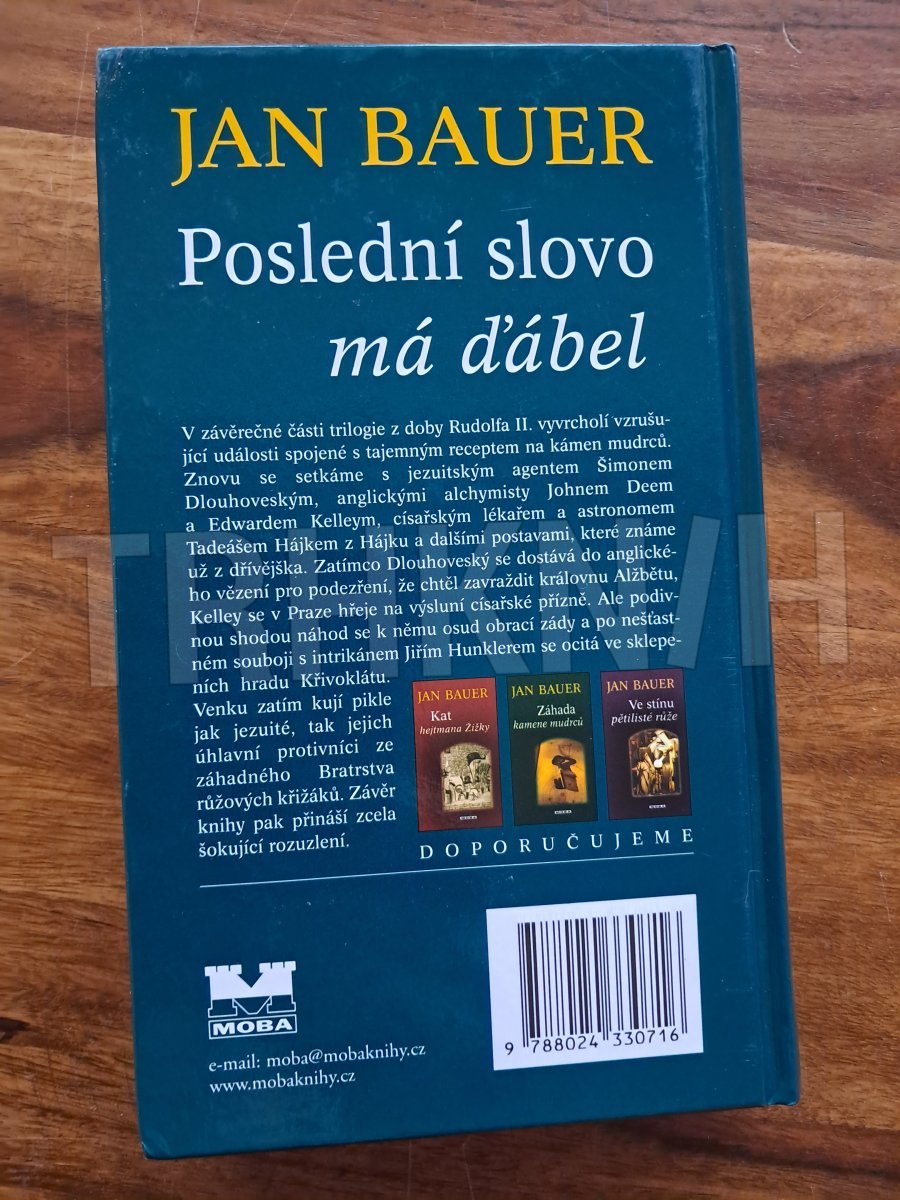 JAN BAUER
Poslední slovo
má ďábel
V závěrečné části trilogie z doby Rudolfa II. vyvrcholí vzrušu-
jící události spojené s tajemným receptem na kámen mudrců.
Znovu se setkáme s jezuitským agentem Šimonem
Dlouhoveským, anglickými alchymisty Johnem Deem
a Edwardem Kelleym, císařským lékařem a astronomem
Tadeášem Hájkem z Hájku a dalšími postavami, které známe
už z dřívějška. Zatímco Dlouhoveský se dostává do anglické-
ho vězení pro podezření, že chtěl zavraždit královnu Alžbětu,
Kelley se v Praze hřeje na výsluní císařské přízně. Ale podiv-
nou shodou náhod se k němu osud obrací zády a po nešťast-
ném souboji s intrikánem Jiřím Hunklerem se ocitá ve sklepe-
ních hradu Křivoklátu.
Venku zatím kují pikle
jak jezuité, tak jejich
úhlavní protivníci ze
záhadného Bratrstva
růžových křižáků. Závěr
knihy pak přináší zcela
šokující rozuzlení.
JAN BAUER
Kat
hejtmana Žižky
MOBA
JAN BAUER
Záhada
kamene mudrců
MOBA
JAN BAUER
Ve stínu
pětilisté růže
MOBA
DOPORUČUJEME
MOBA
e-mail: moba@mobaknihy.cz
www.mobaknihy.cz
9 788024 330716